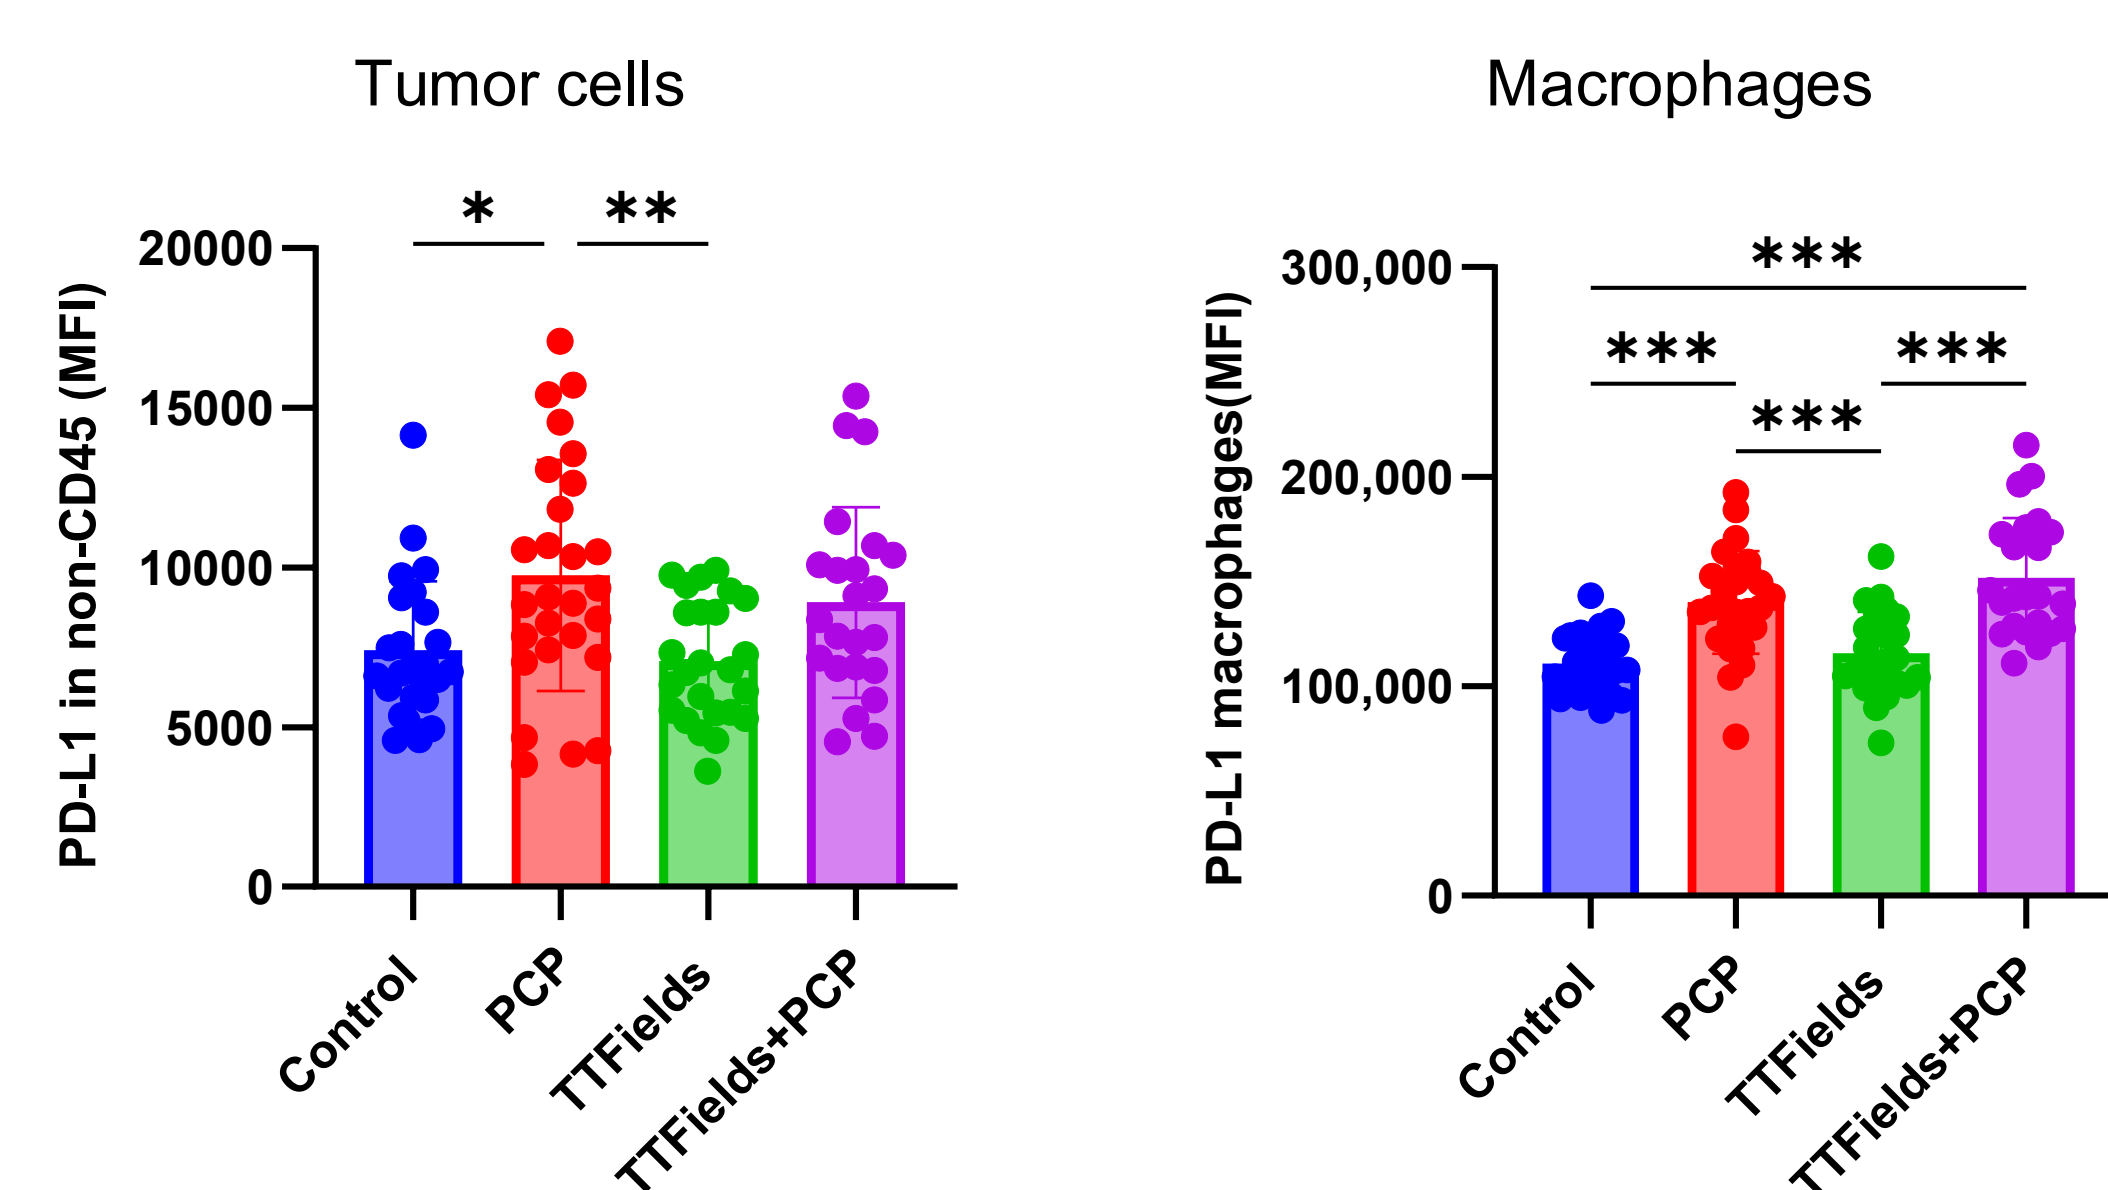 Tumor cells
PD-L1 in non-CD45 (MFI)
* **
20000
15000
10000
5000
0
Control
PCP
TTFields
TTFields+PCP
Macrophages
PD-L1 macrophages(MFI)
***
*** ***
***
300,000
200,000
100,000
0
Control
PCP
TTFields
TTFields+PCP